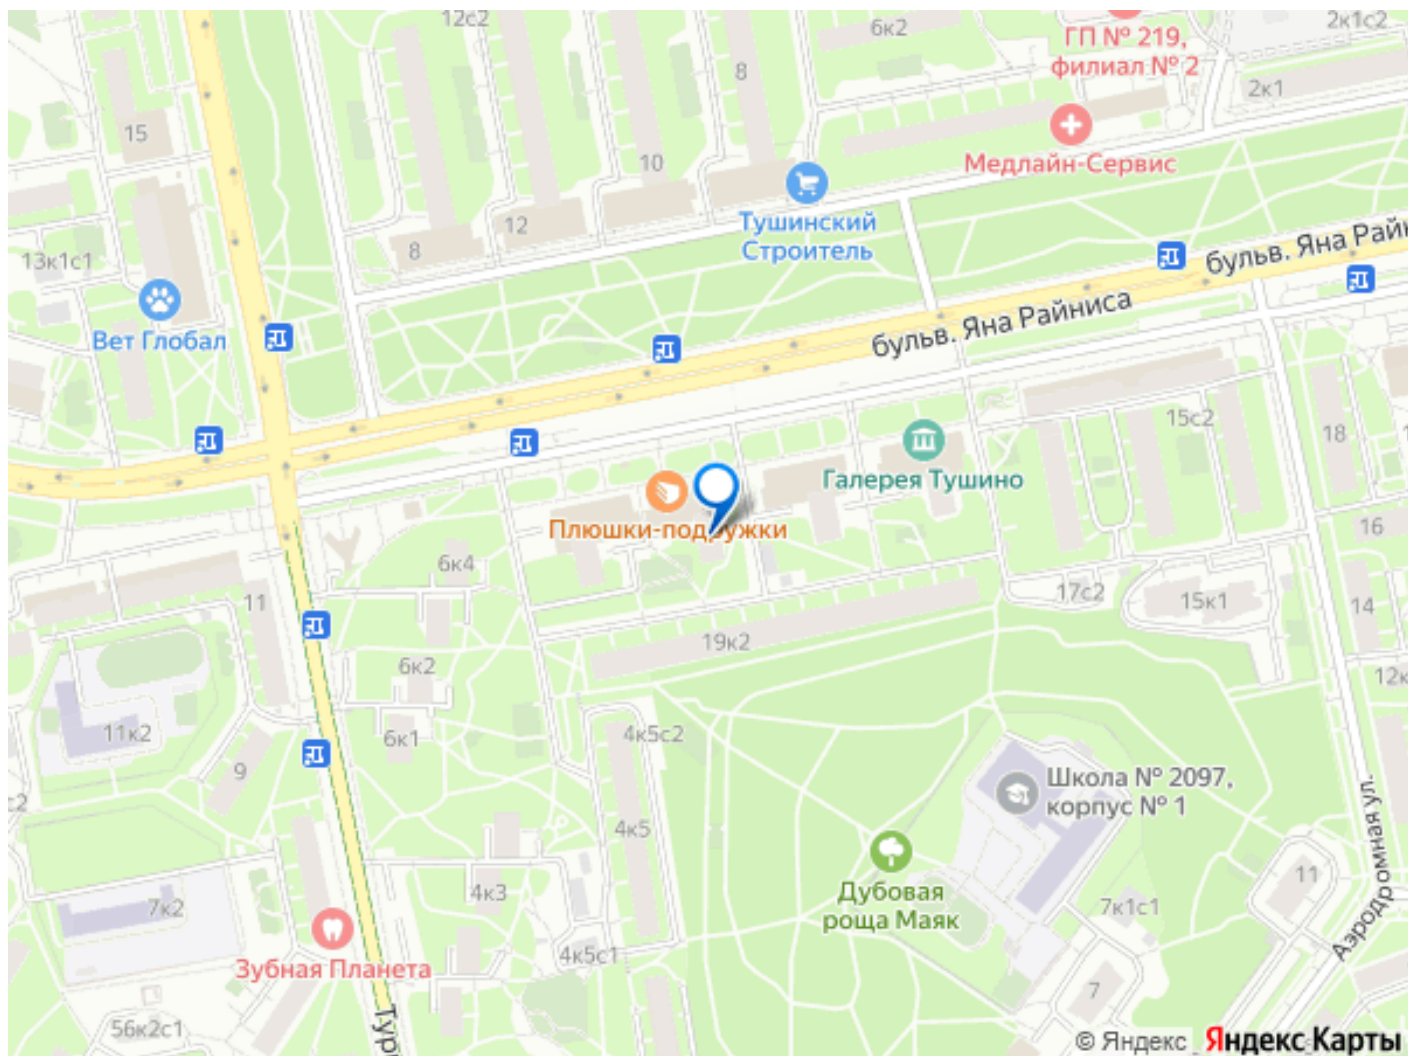 12с2
6к2
2к1с2
ГП № 219,
филиал № 2
8
2к1
15
Медлайн-Сервис
10
12
Тушинский
Строитель
8
13к1с1
бульв. Яна Райн
бульв. Яна Райниса
Вет Глобал
15с2
18
Галерея Тушино
Плюшки-подружки
16
6к4
17с2
15к1
14
11
19к2
6к2
12к
11к2
6к1
4к5с2
9
Школа № 2097,
корпус № 1
с2
4к5
Дубовая
роща Маяк
11
4к3
7к2
7к1с1
Аэродромная ул.
Зубная Планета
4к5с1
7
56к2с1
Тур
© Яндекс Яндекс Карты